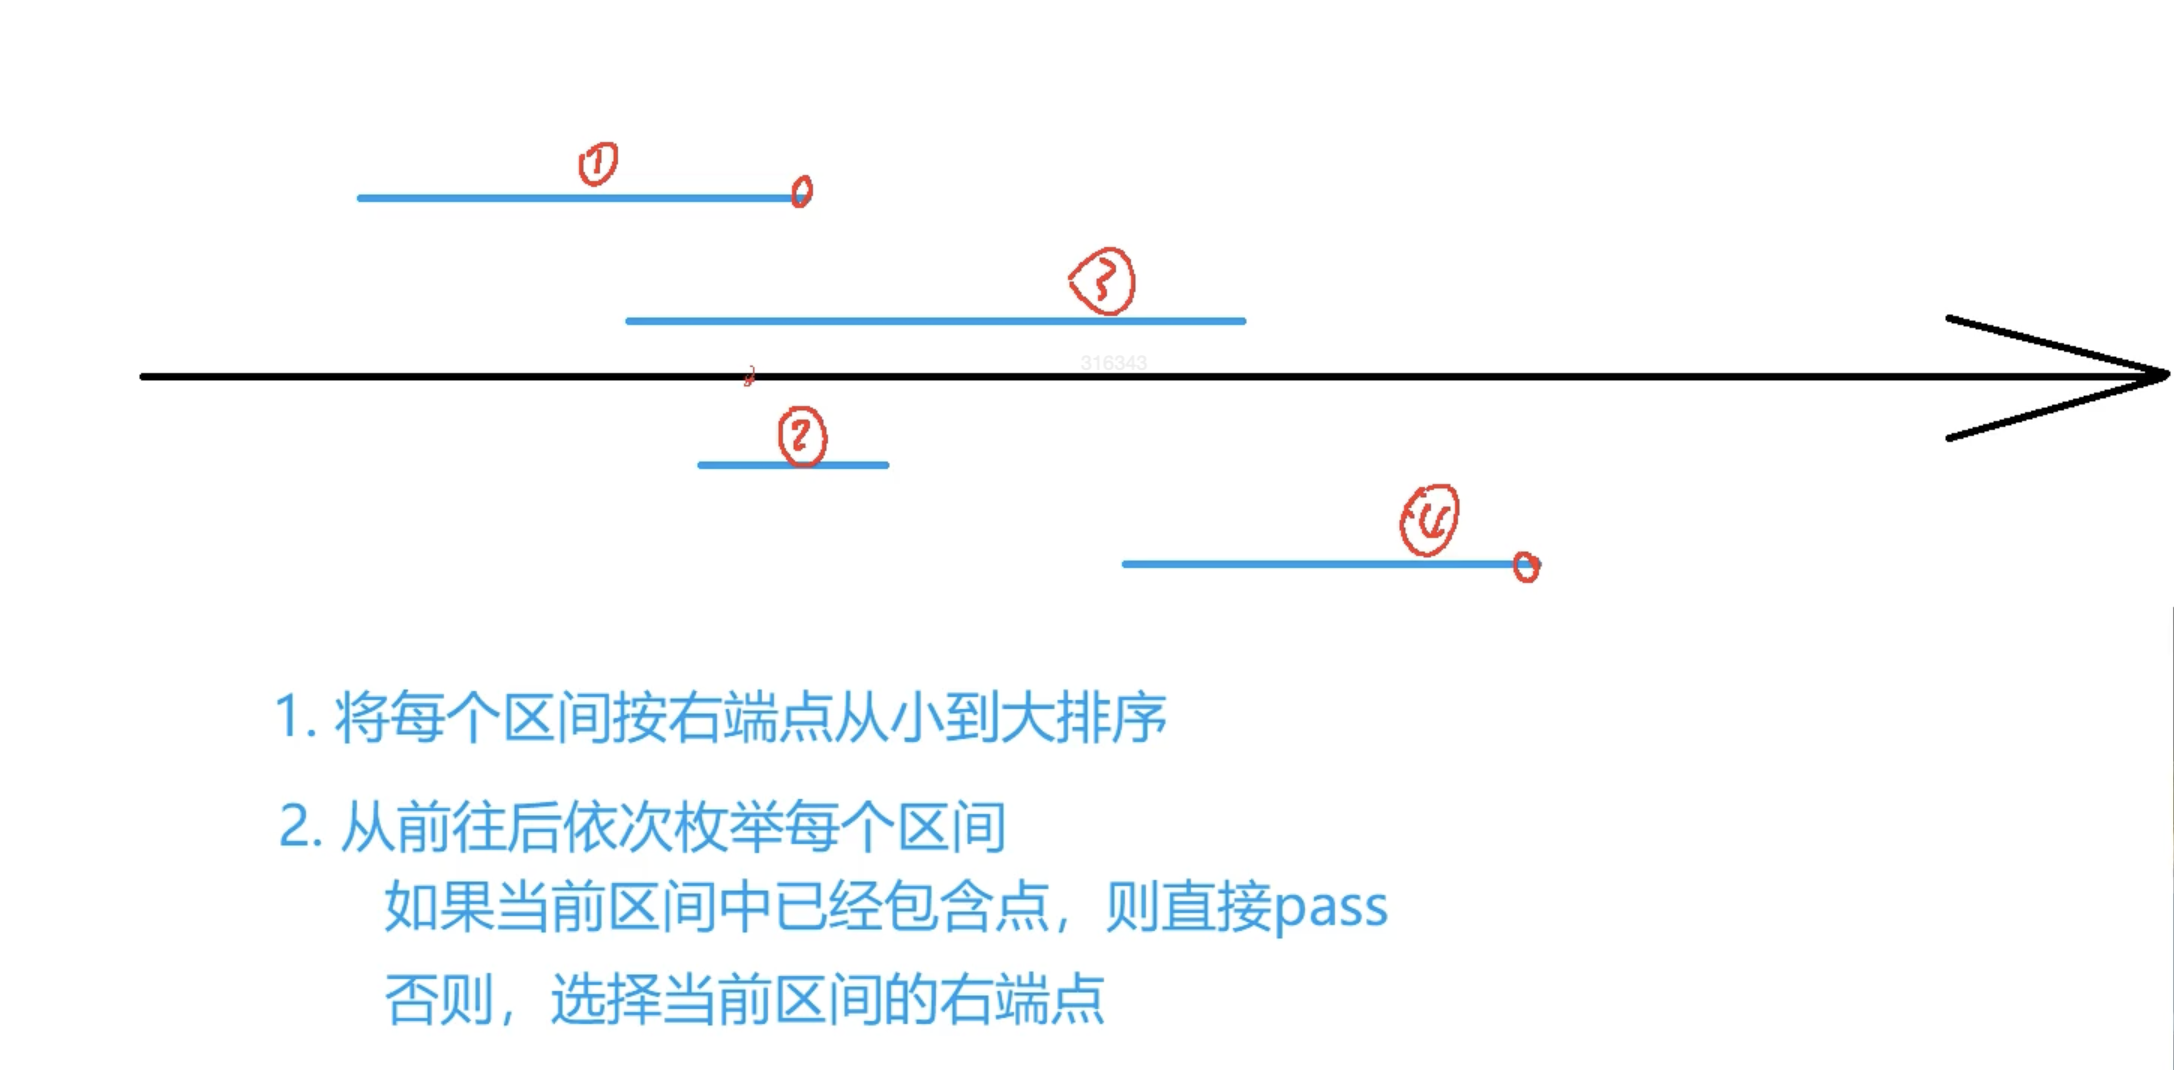 ①
③
316343
②
④
1. 将每个区间按右端点从小到大排序
2. 从前往后依次枚举每个区间
如果当前区间中已经包含点，则直接pass
否则，选择当前区间的右端点